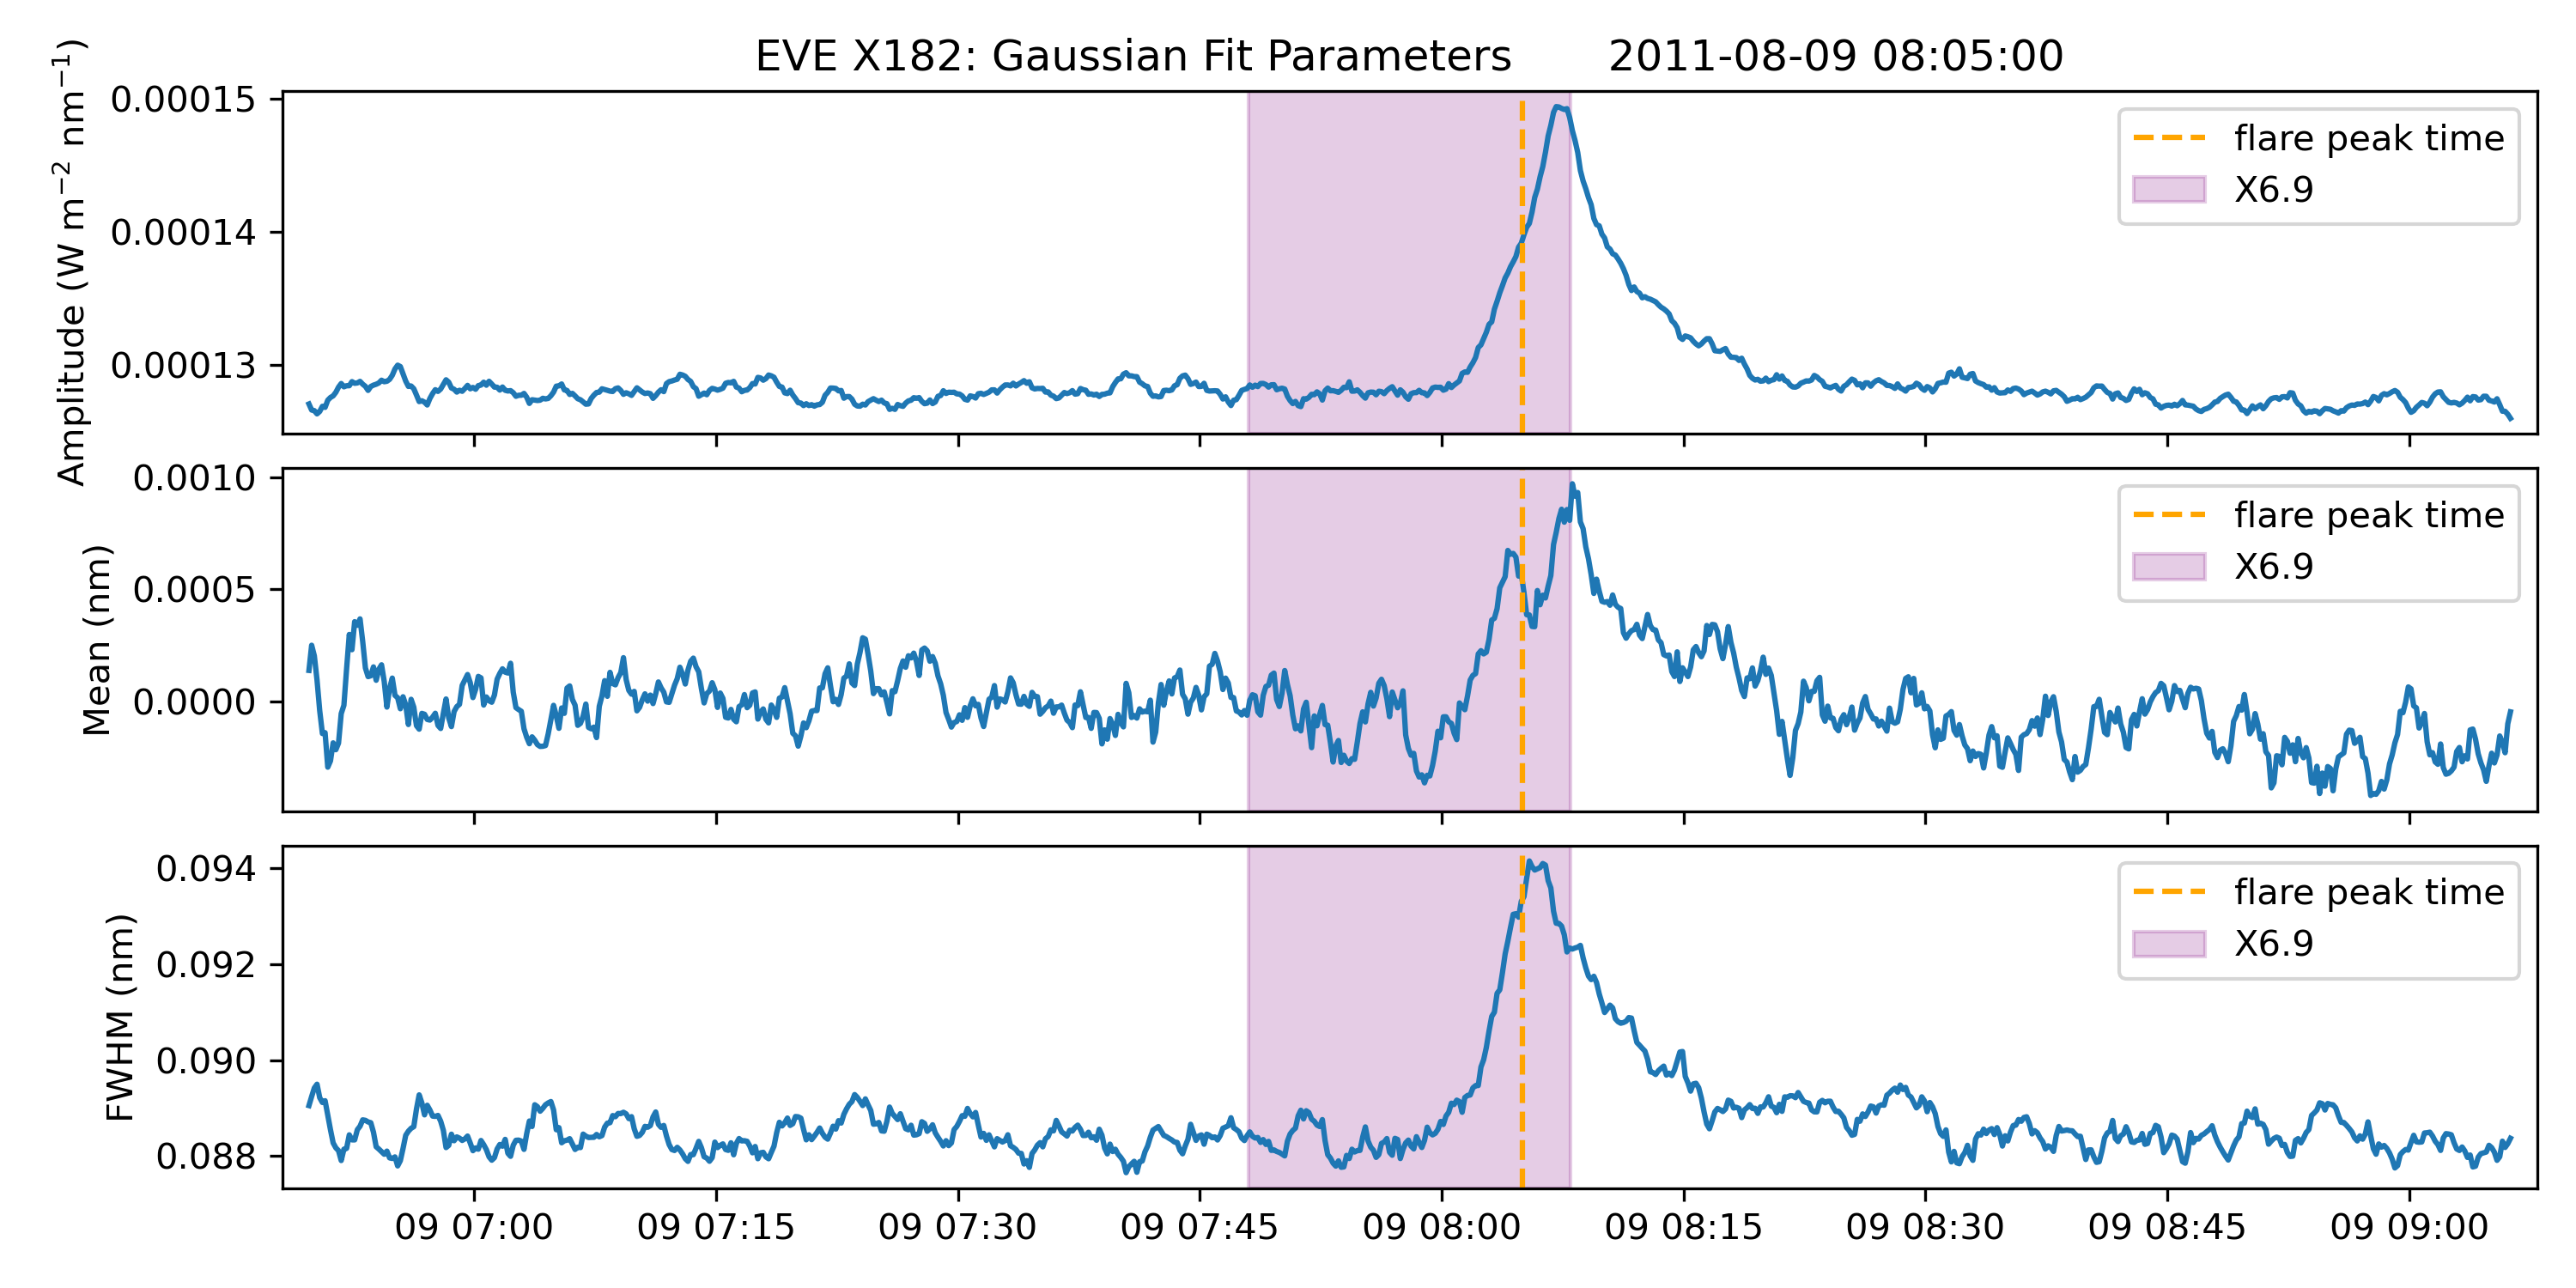 EVE X182: Gaussian Fit Parameters 2011-08-09 08:05:00
Amplitude (W m⁻² nm⁻¹)
0.00015
0.00014
0.00013
flare peak time
X6.9
Mean (nm)
0.0010
0.0005
0.0000
flare peak time
X6.9
FWHM (nm)
0.094
0.092
0.090
0.088
flare peak time
X6.9
09 07:00 09 07:15 09 07:30 09 07:45 09 08:00 09 08:15 09 08:30 09 08:45 09 09:00